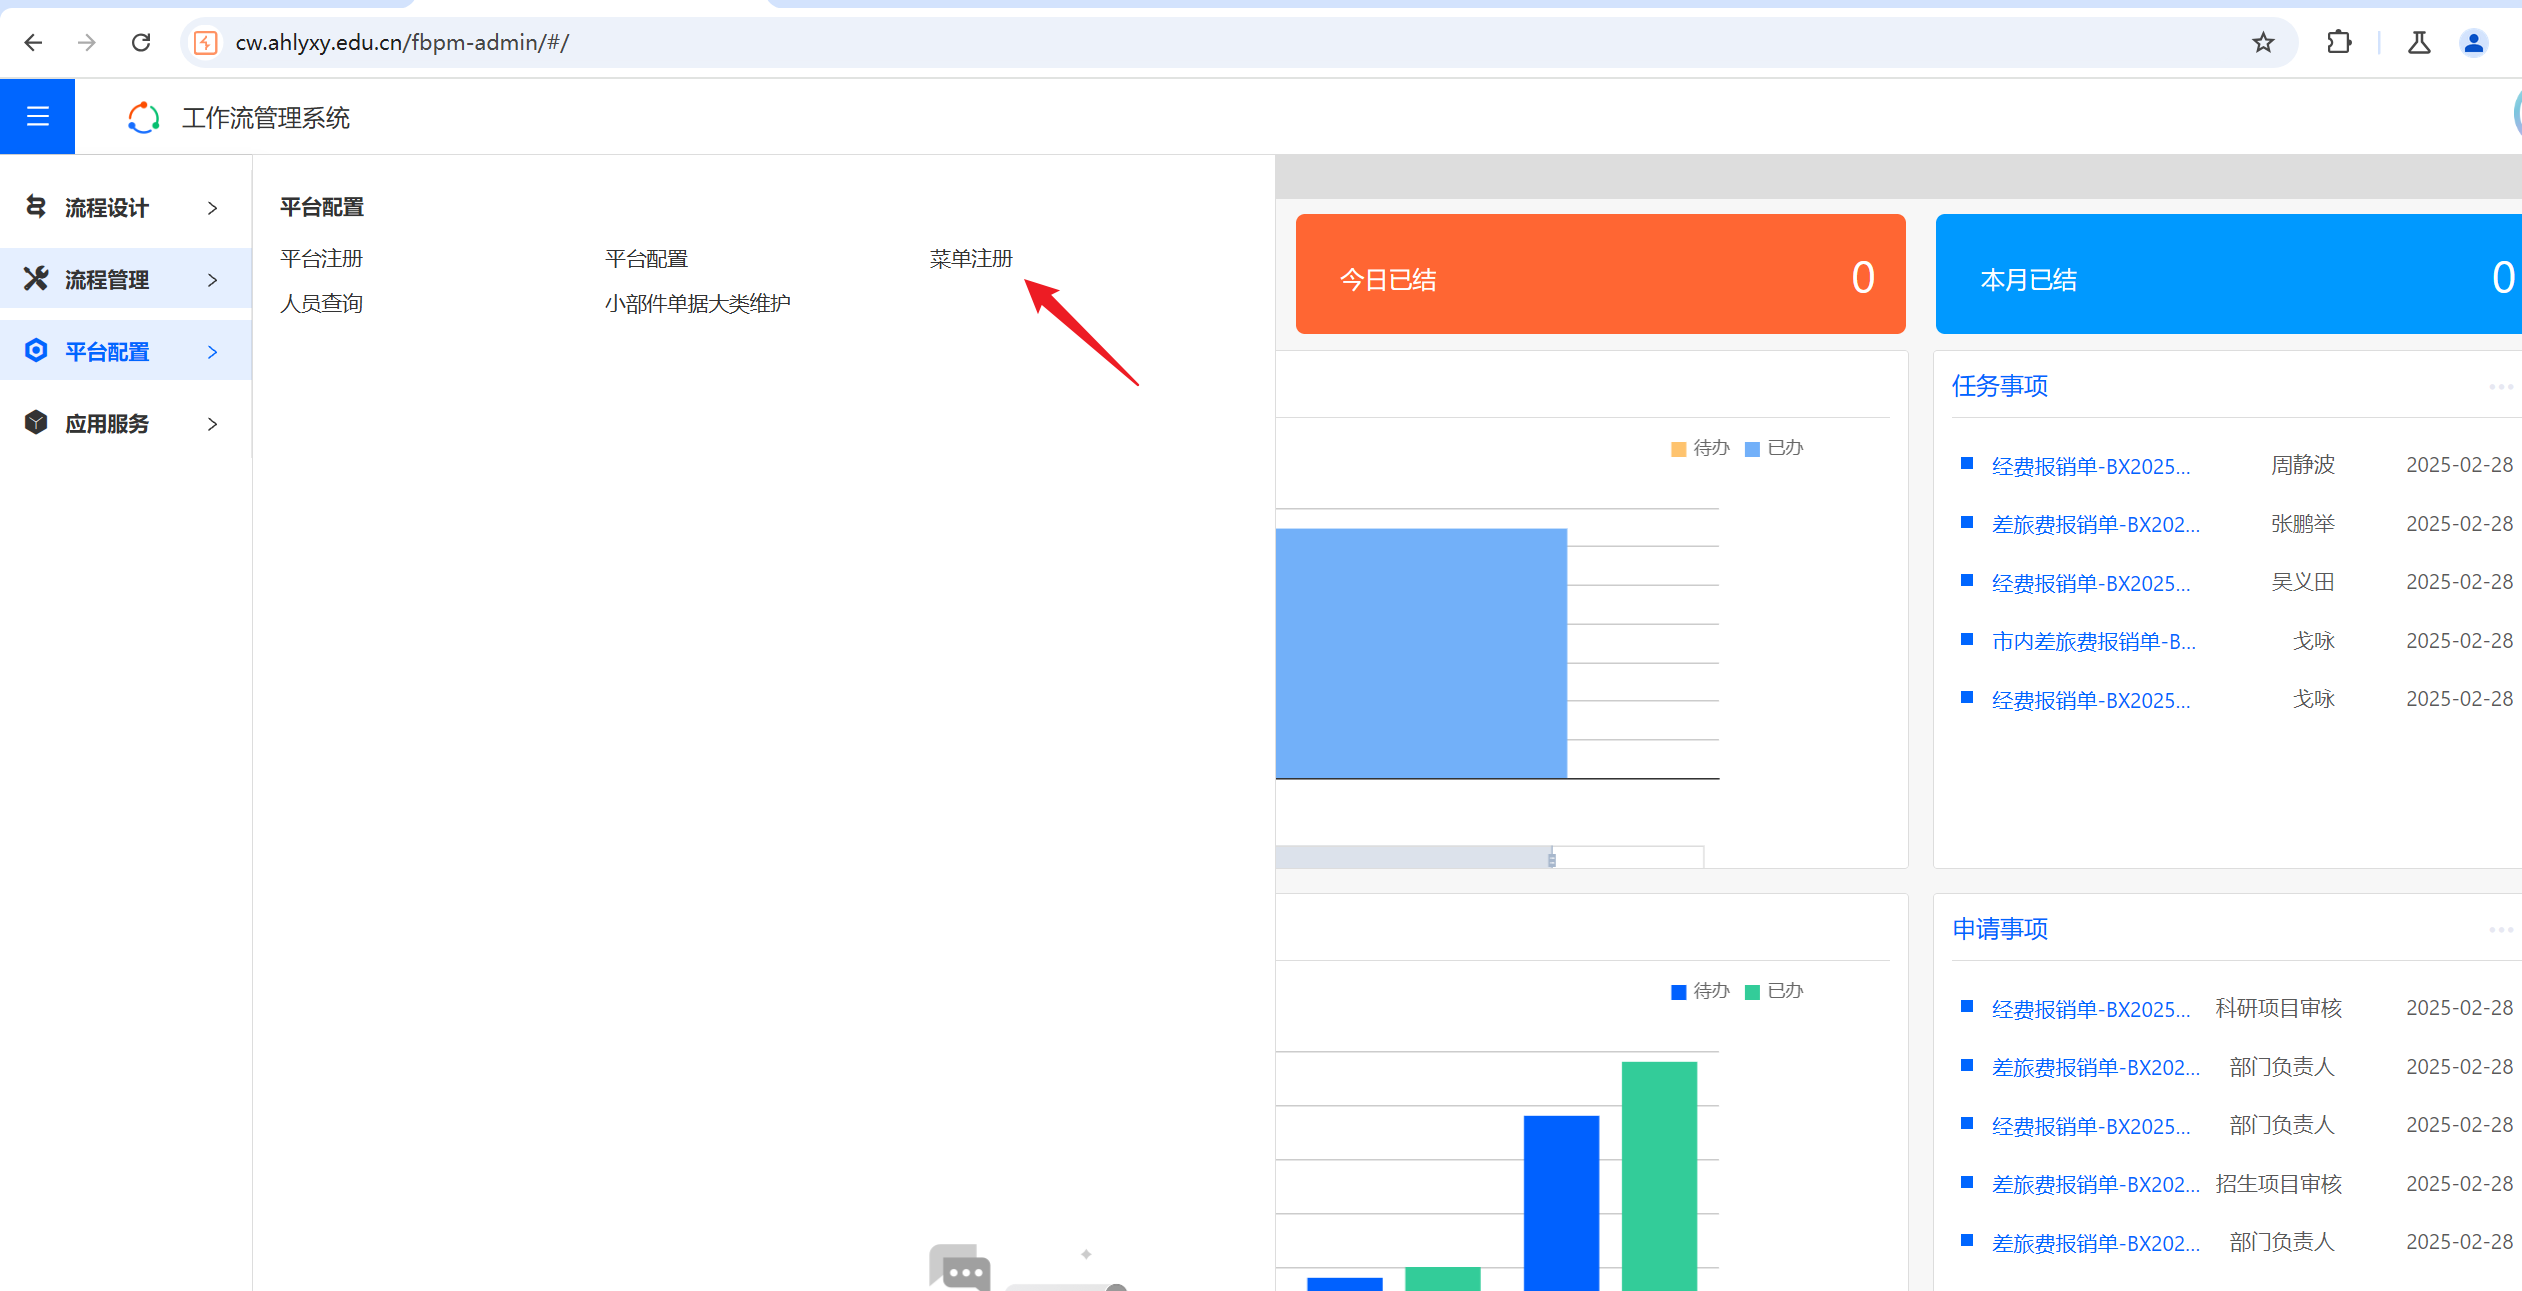 cw.ahlyxy.edu.cn/fbpm-admin/#/
工作流管理系统
流程设计
流程管理
平台配置
应用服务
平台配置
平台注册 平台配置 菜单注册
人员查询 小部件单据大类维护
今日已结 0
本月已结 0
待办 已办
任务事项
经费报销单-BX2025... 周静波 2025-02-28
差旅费报销单-BX202... 张鹏举 2025-02-28
经费报销单-BX2025... 吴义田 2025-02-28
市内差旅费报销单-B... 戈咏 2025-02-28
经费报销单-BX2025... 戈咏 2025-02-28
待办 已办
申请事项
经费报销单-BX2025... 科研项目审核 2025-02-28
差旅费报销单-BX202... 部门负责人 2025-02-28
经费报销单-BX2025... 部门负责人 2025-02-28
差旅费报销单-BX202... 招生项目审核 2025-02-28
差旅费报销单-BX202... 部门负责人 2025-02-28